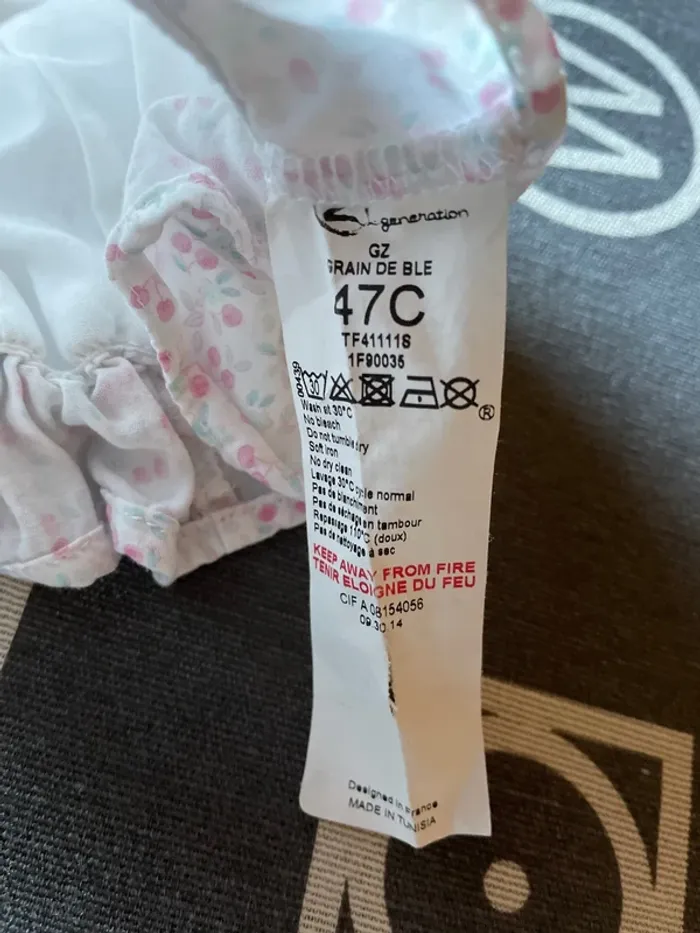 generation
GZ
GRAIN DE BLE
47C
TF41111S
1F90035
00439
30
®
Wash at 30°C
No bleach
Do not tumble dry
Soft iron
No dry clean
Lavage 30°C cycle normal
Pas de blanchiment
Pas de séchage en tambour
Repassage 110°C (doux)
Pas de nettoyage à sec
KEEP AWAY FROM FIRE
TENIR ELOIGNE DU FEU
CIF A 08154056
09.30.14
Designed in France
MADE IN TUNISIA